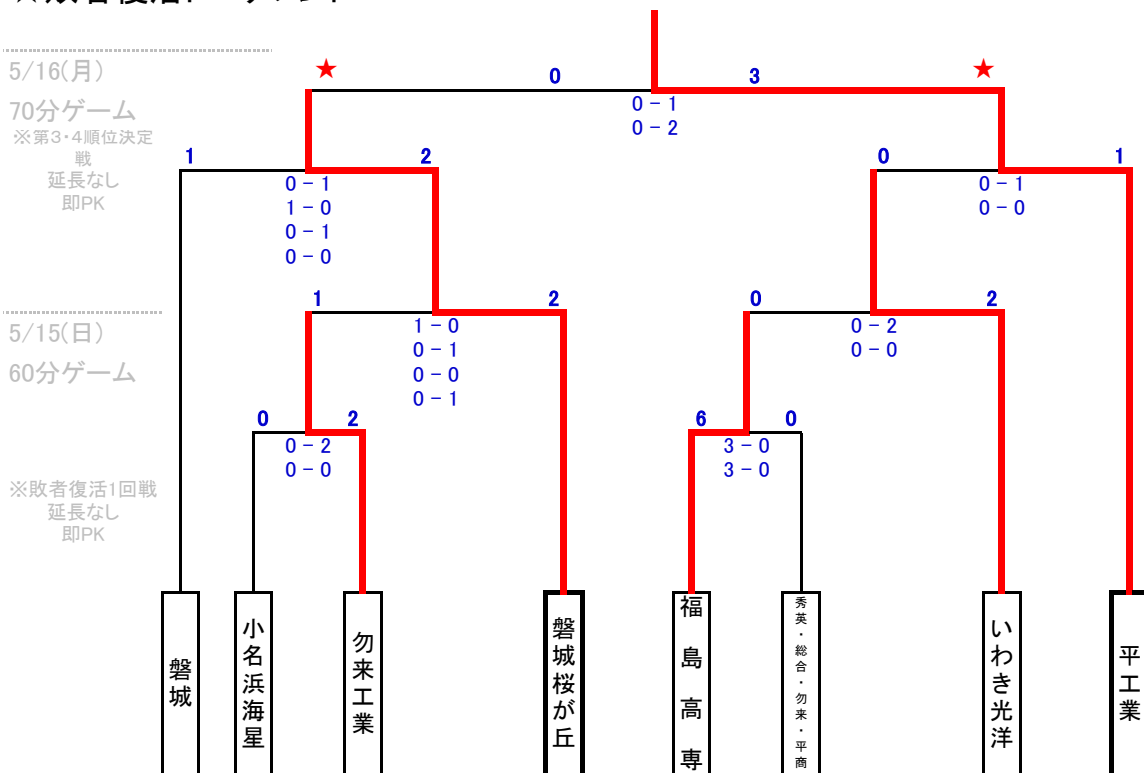 5/16(月)
★ 0 3 ★
70分ゲーム
0-1
0-2
※第3・4順位決定
戦
延長なし
即PK
1 2 0 1
0-1
1-0
0-1
0-0
0-1
0-0
5/15(日)
60分ゲーム
1 2 0 2
1-0
0-1
0-0
0-1
0-2
0-0
0 2 6 0
0-2
0-0
3-0
3-0
※敗者復活1回戦
延長なし
即PK
磐城
小名浜海星
勿来工業
磐城桜が丘
福島高専
秀英・総合・勿来・平商
いわき光洋
平工業